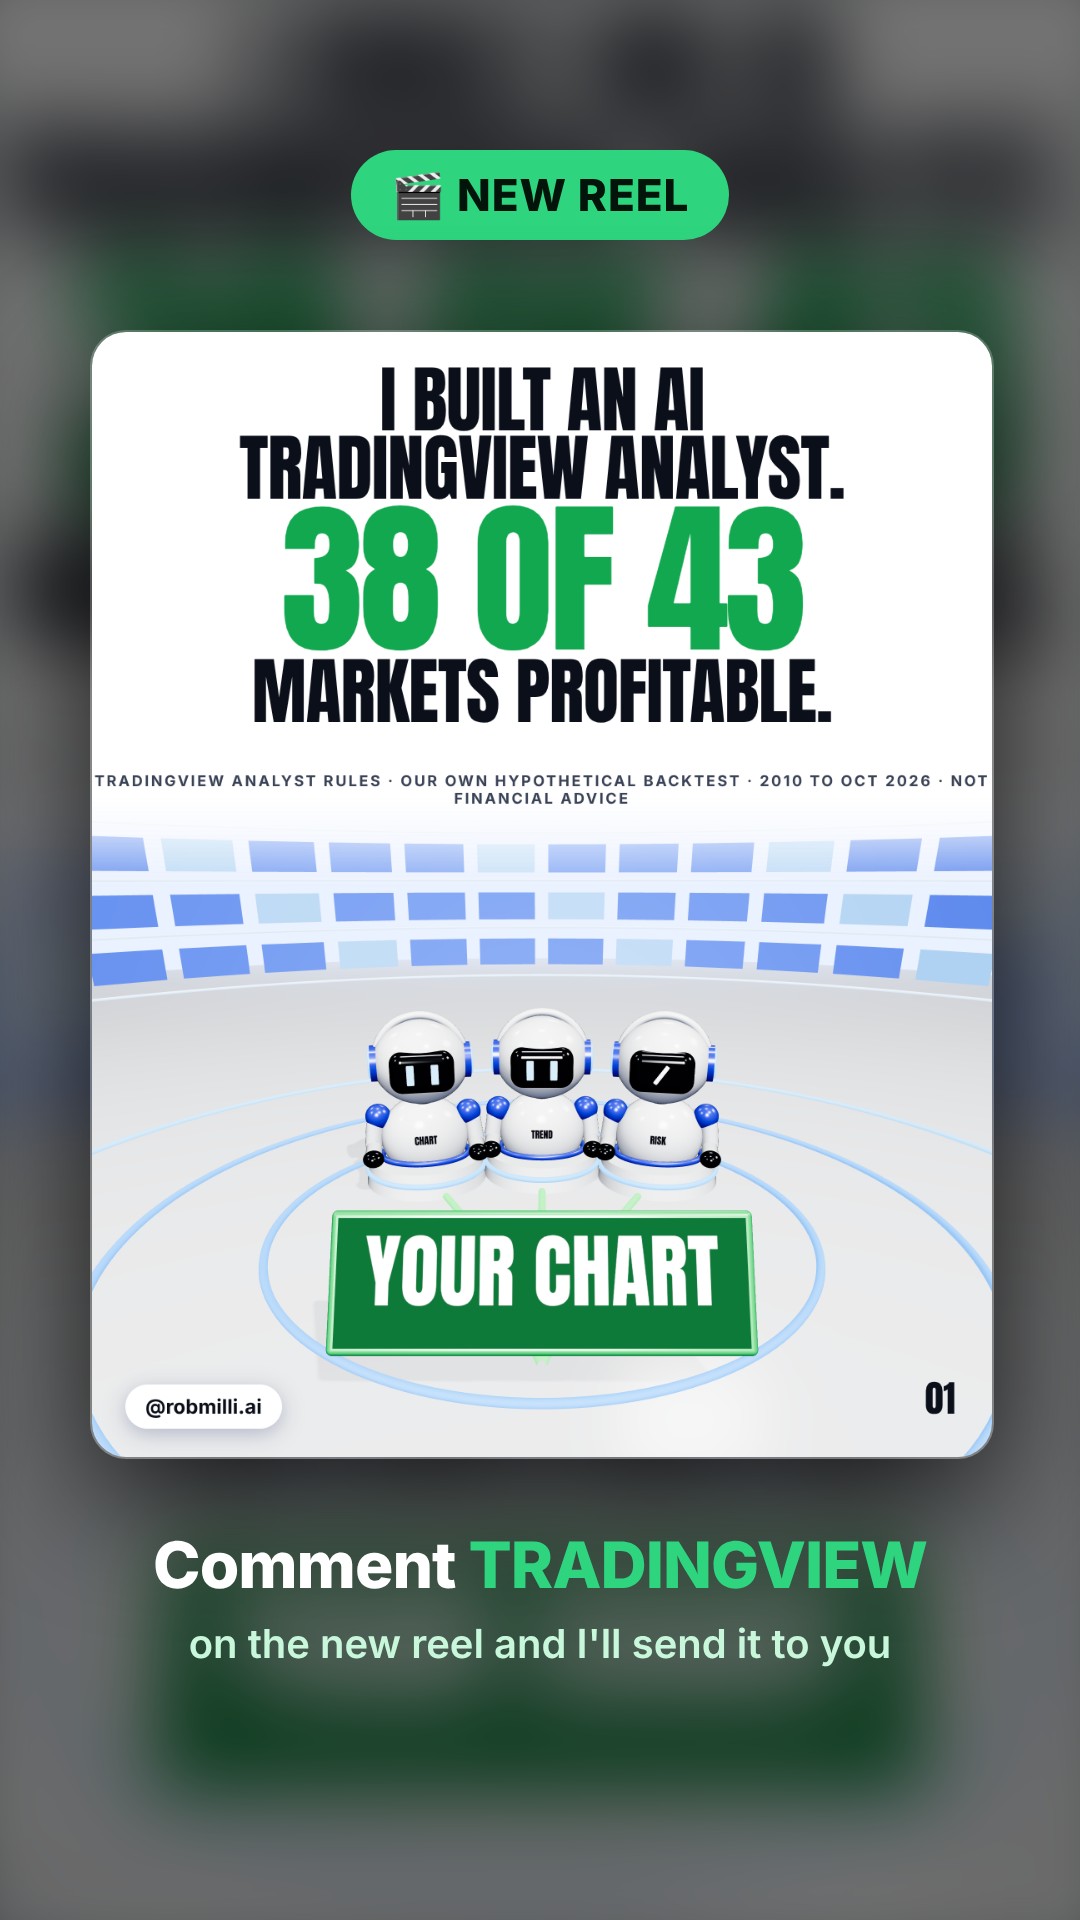 🎬 NEW REEL
I BUILT AN AI
TRADINGVIEW ANALYST.
38 OF 43
MARKETS PROFITABLE.
TRADINGVIEW ANALYST RULES · OUR OWN HYPOTHETICAL BACKTEST · 2010 TO OCT 2026 · NOT
FINANCIAL ADVICE
CHART
TREND
RISK
YOUR CHART
@robmilli.ai
01
Comment TRADINGVIEW
on the new reel and I'll send it to you